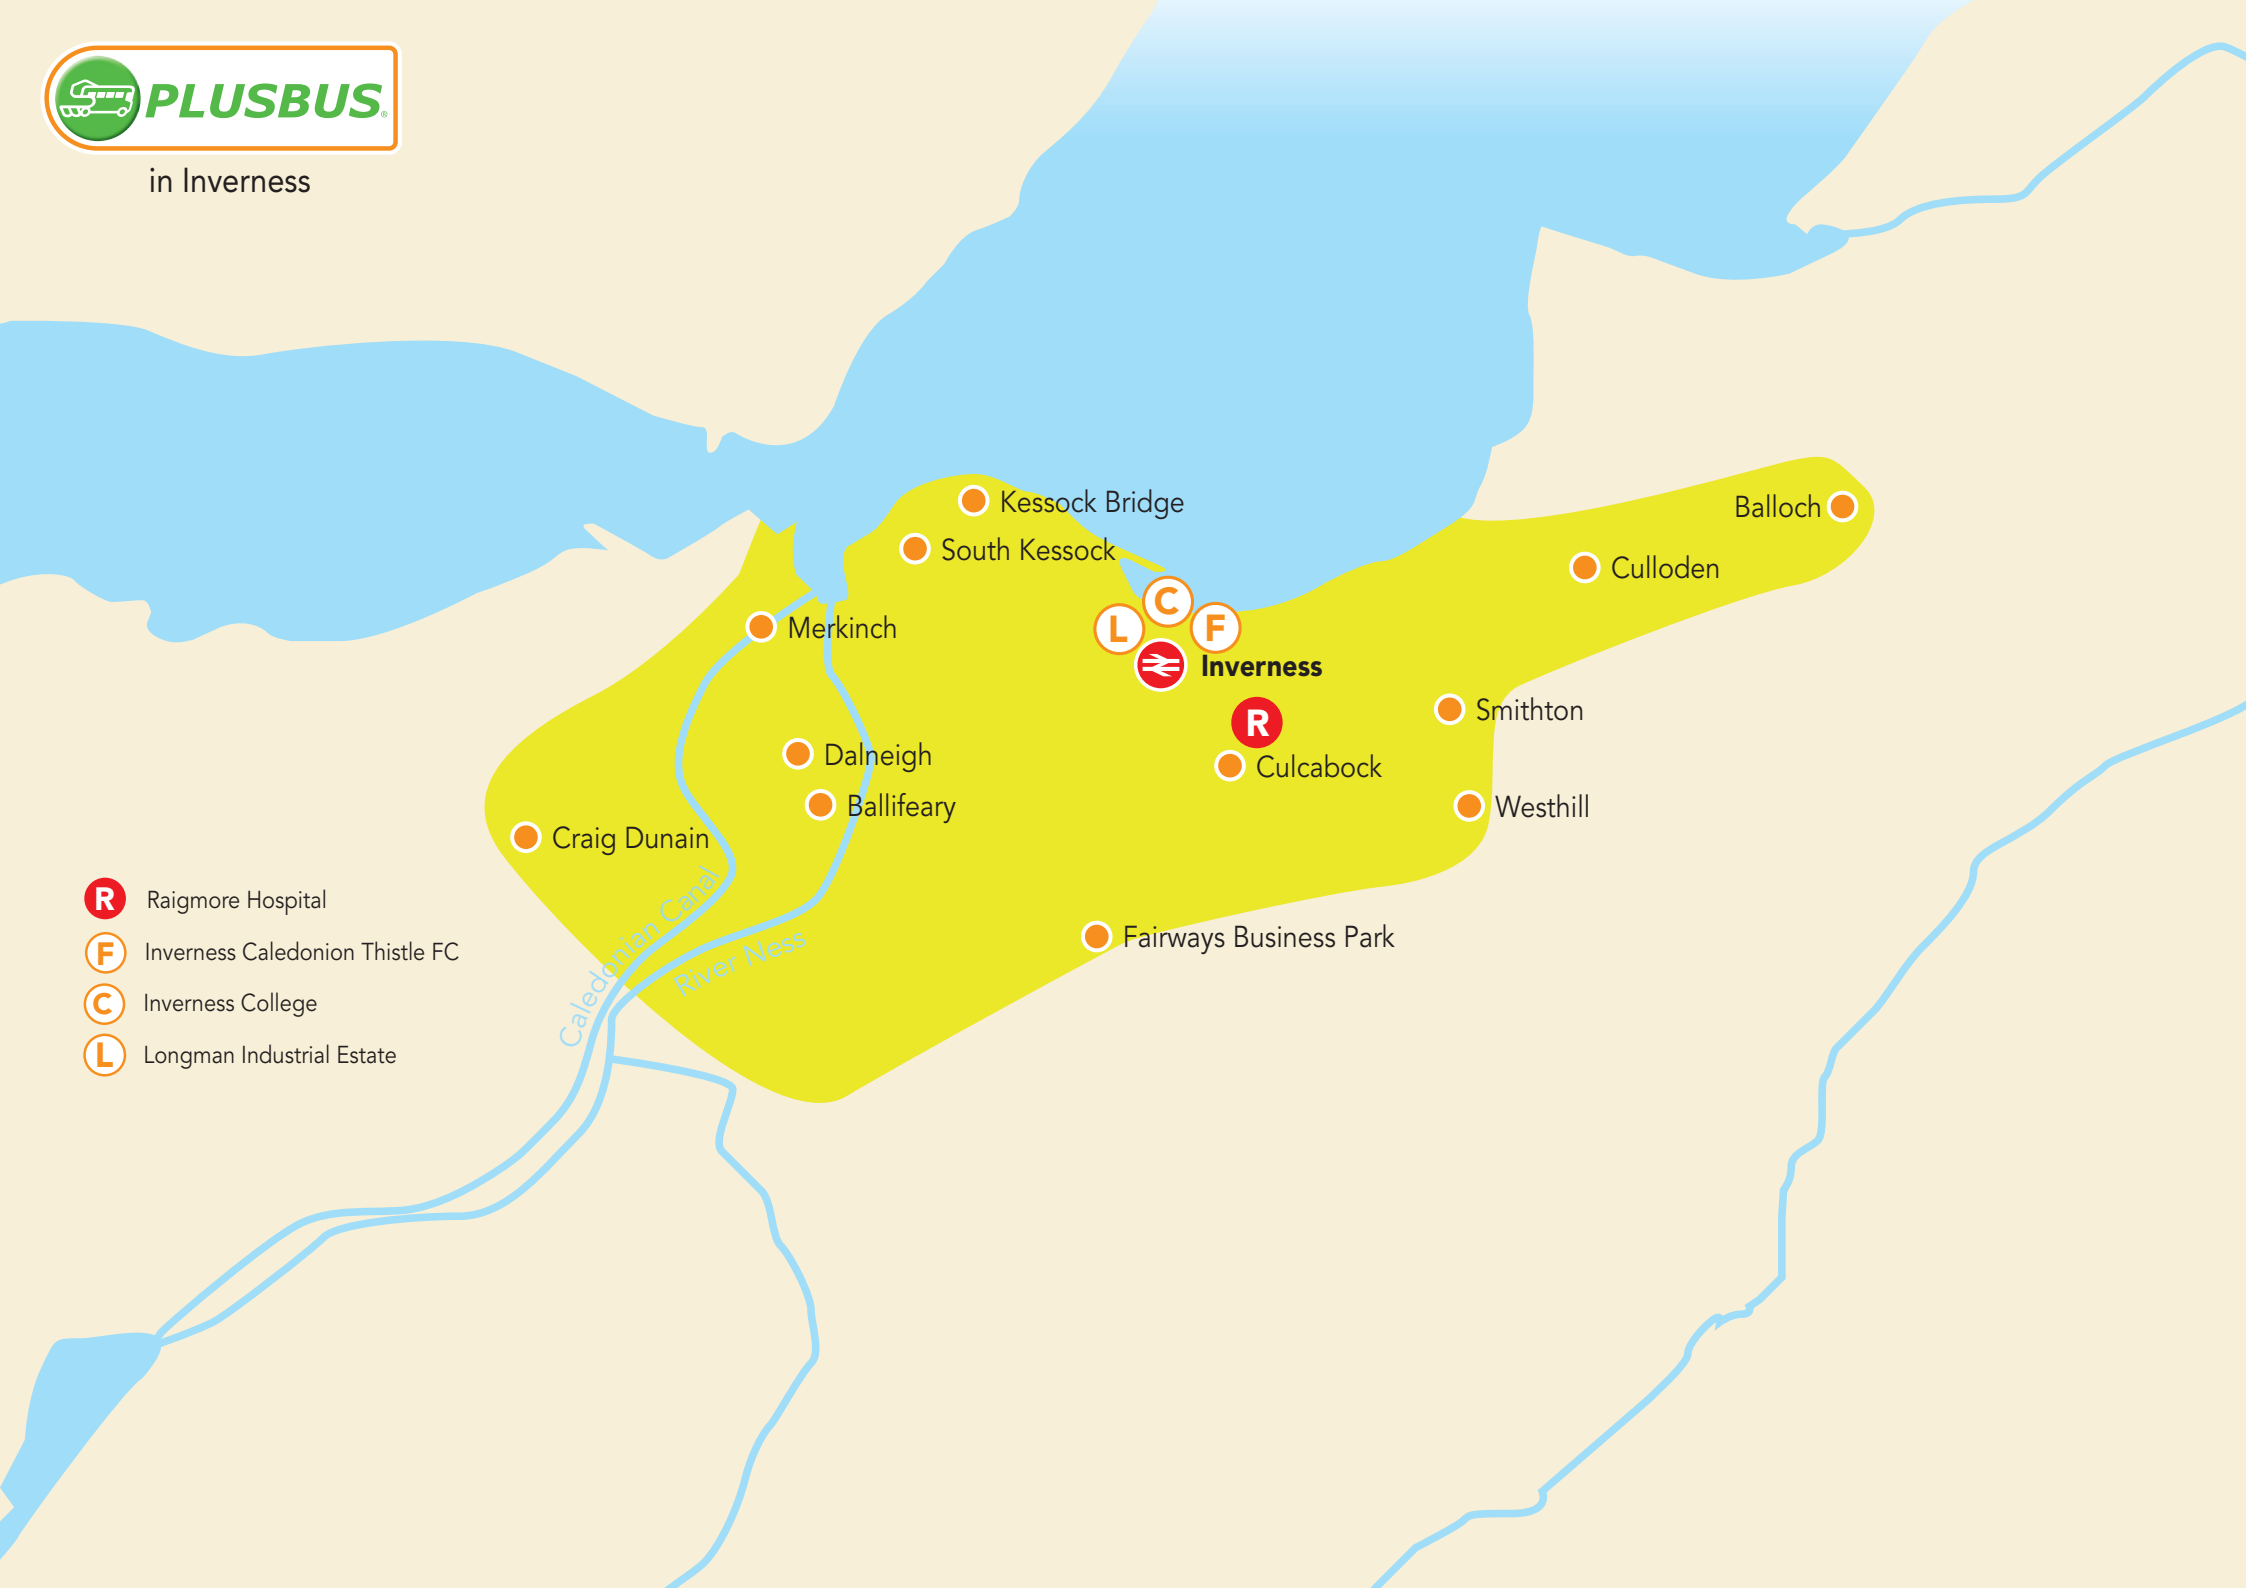 PLUSBUS®
in Inverness
Kessock Bridge
South Kessock
Balloch
Culloden
Merkinch
C
L
F
Inverness
R
Smithton
Dalneigh
Culcabock
Ballifeary
Westhill
Craig Dunain
Caledonian Canal
River Ness
Fairways Business Park
R Raigmore Hospital
F Inverness Caledonion Thistle FC
C Inverness College
L Longman Industrial Estate